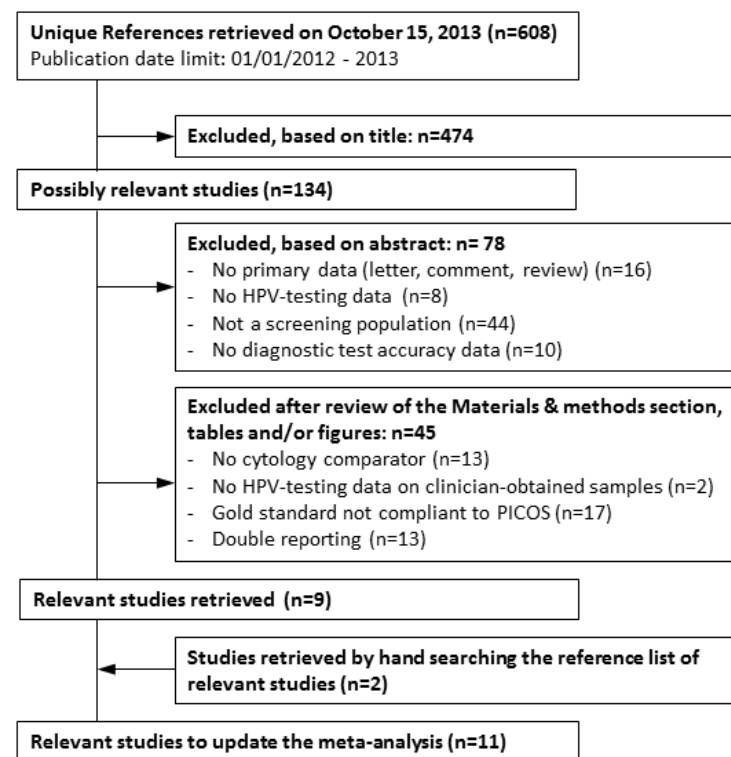 Unique References retrieved on October 15, 2013 (n=608)
Publication date limit: 01/01/2012 - 2013
Excluded, based on title: n=474
Possibly relevant studies (n=134)
Excluded, based on abstract: n= 78
- No primary data (letter, comment, review) (n=16)
- No HPV-testing data (n=8)
- Not a screening population (n=44)
- No diagnostic test accuracy data (n=10)
Excluded after review of the Materials & methods section,
tables and/or figures: n=45
- No cytology comparator (n=13)
- No HPV-testing data on clinician-obtained samples (n=2)
- Gold standard not compliant to PICOS (n=17)
- Double reporting (n=13)
Relevant studies retrieved (n=9)
Studies retrieved by hand searching the reference list of
relevant studies (n=2)
Relevant studies to update the meta-analysis (n=11)